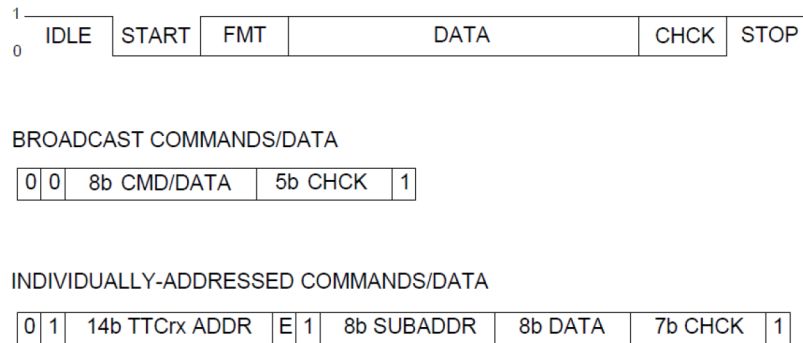 1
IDLE START FMT DATA CHCK STOP
0
BROADCAST COMMANDS/DATA
0 0 8b CMD/DATA 5b CHCK 1
INDIVIDUALLY-ADDRESSED COMMANDS/DATA
0 1 14b TTCrx ADDR E 1 8b SUBADDR 8b DATA 7b CHCK 1